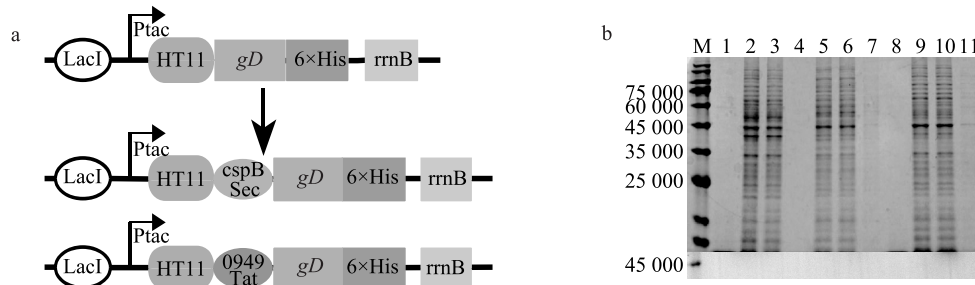 a
Ptac
LacI HT11 gD 6×His rrnB
Ptac
LacI HT11 cspB Sec gD 6×His rrnB
Ptac
LacI HT11 0949 Tat gD 6×His rrnB
b
M 1 2 3 4 5 6 7 8 9 10 11
75 000
60 000
45 000
35 000
25 000
45 000